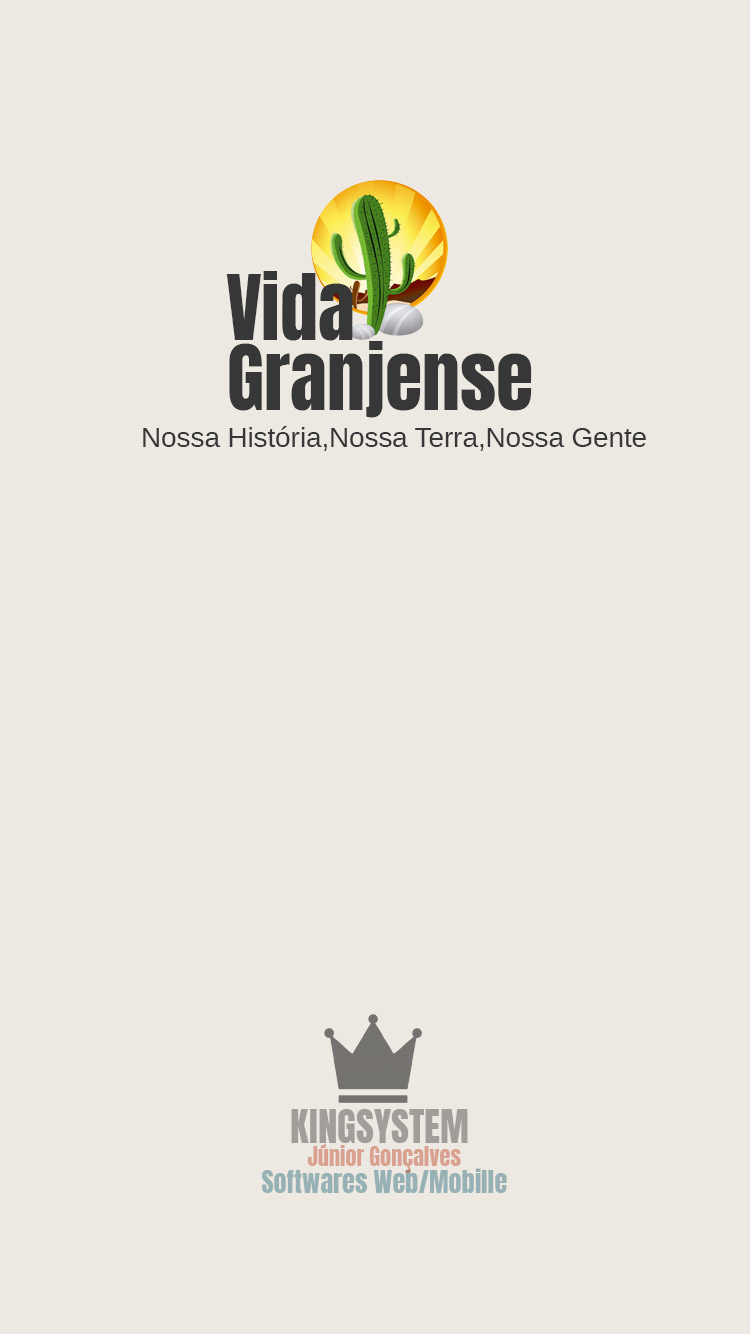 Vida
Granjense
Nossa História,Nossa Terra,Nossa Gente
KINGSYSTEM
Júnior Gonçalves
Softwares Web/Mobille